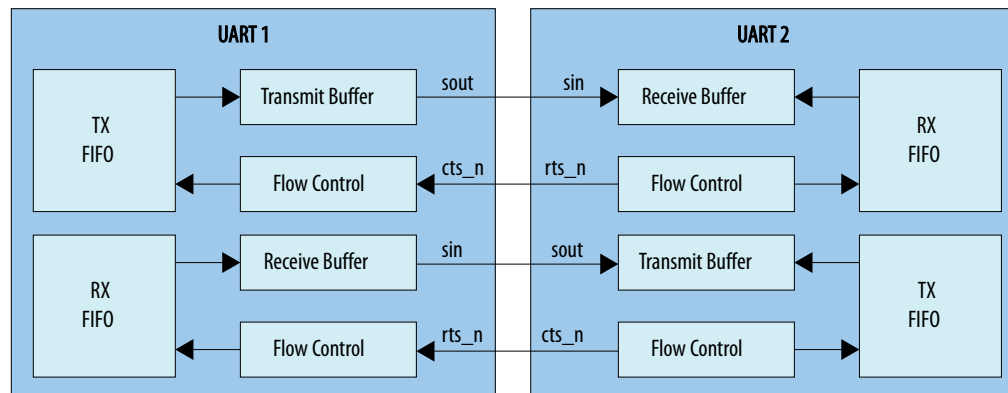 UART 1
UART 2
TX
FIFO
Transmit Buffer
sout
sin
Receive Buffer
RX
FIFO
Flow Control
cts_n
rts_n
Flow Control
RX
FIFO
Receive Buffer
sin
sout
Transmit Buffer
TX
FIFO
Flow Control
rts_n
cts_n
Flow Control